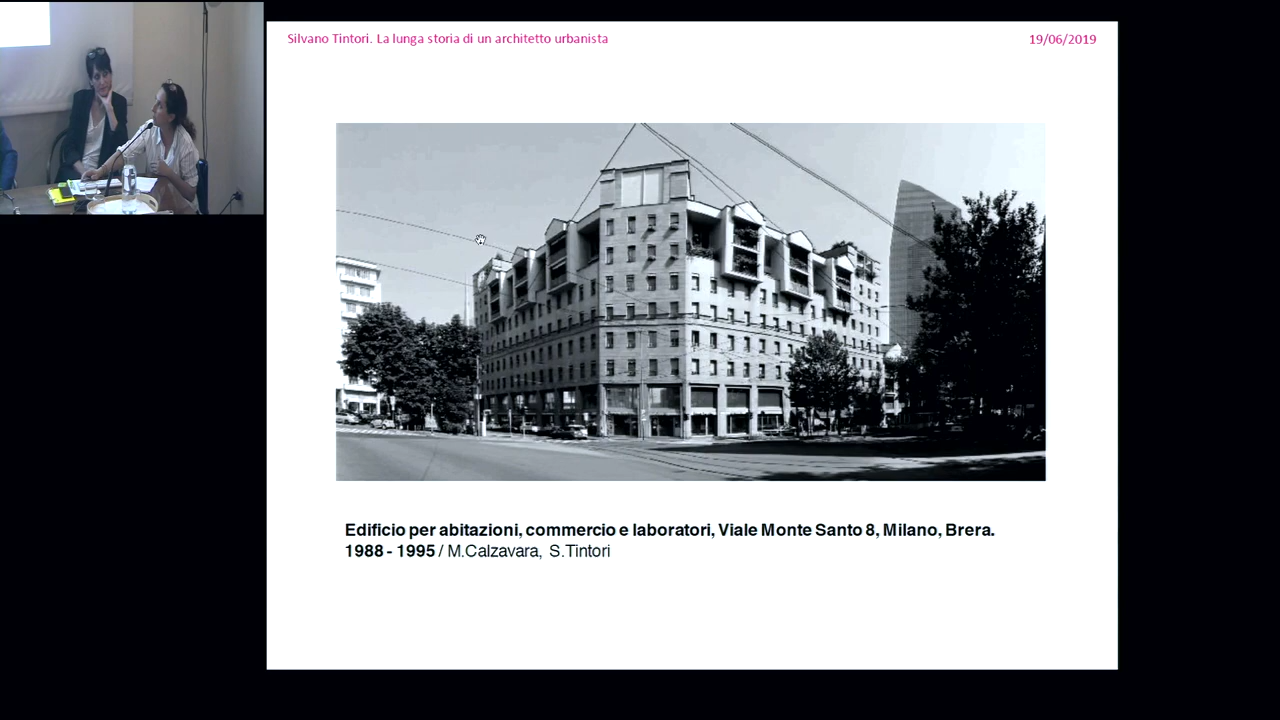 Silvano Tintori. La lunga storia di un architetto urbanista
19/06/2019
Edificio per abitazioni, commercio e laboratori, Viale Monte Santo 8, Milano, Brera.
1988 - 1995 / M.Calzavara, S.Tintori